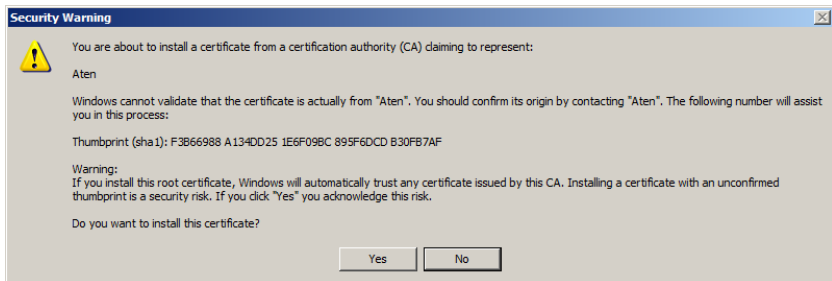 Security Warning
You are about to install a certificate from a certification authority (CA) claiming to represent:
Aten
Windows cannot validate that the certificate is actually from "Aten". You should confirm its origin by contacting "Aten". The following number will assist
you in this process:
Thumbprint (sha1): F3B66988 A134DD25 1E6F09BC 895F6DCD B30FB7AF
Warning:
If you install this root certificate, Windows will automatically trust any certificate issued by this CA. Installing a certificate with an unconfirmed
thumbprint is a security risk. If you click "Yes" you acknowledge this risk.
Do you want to install this certificate?
Yes
No